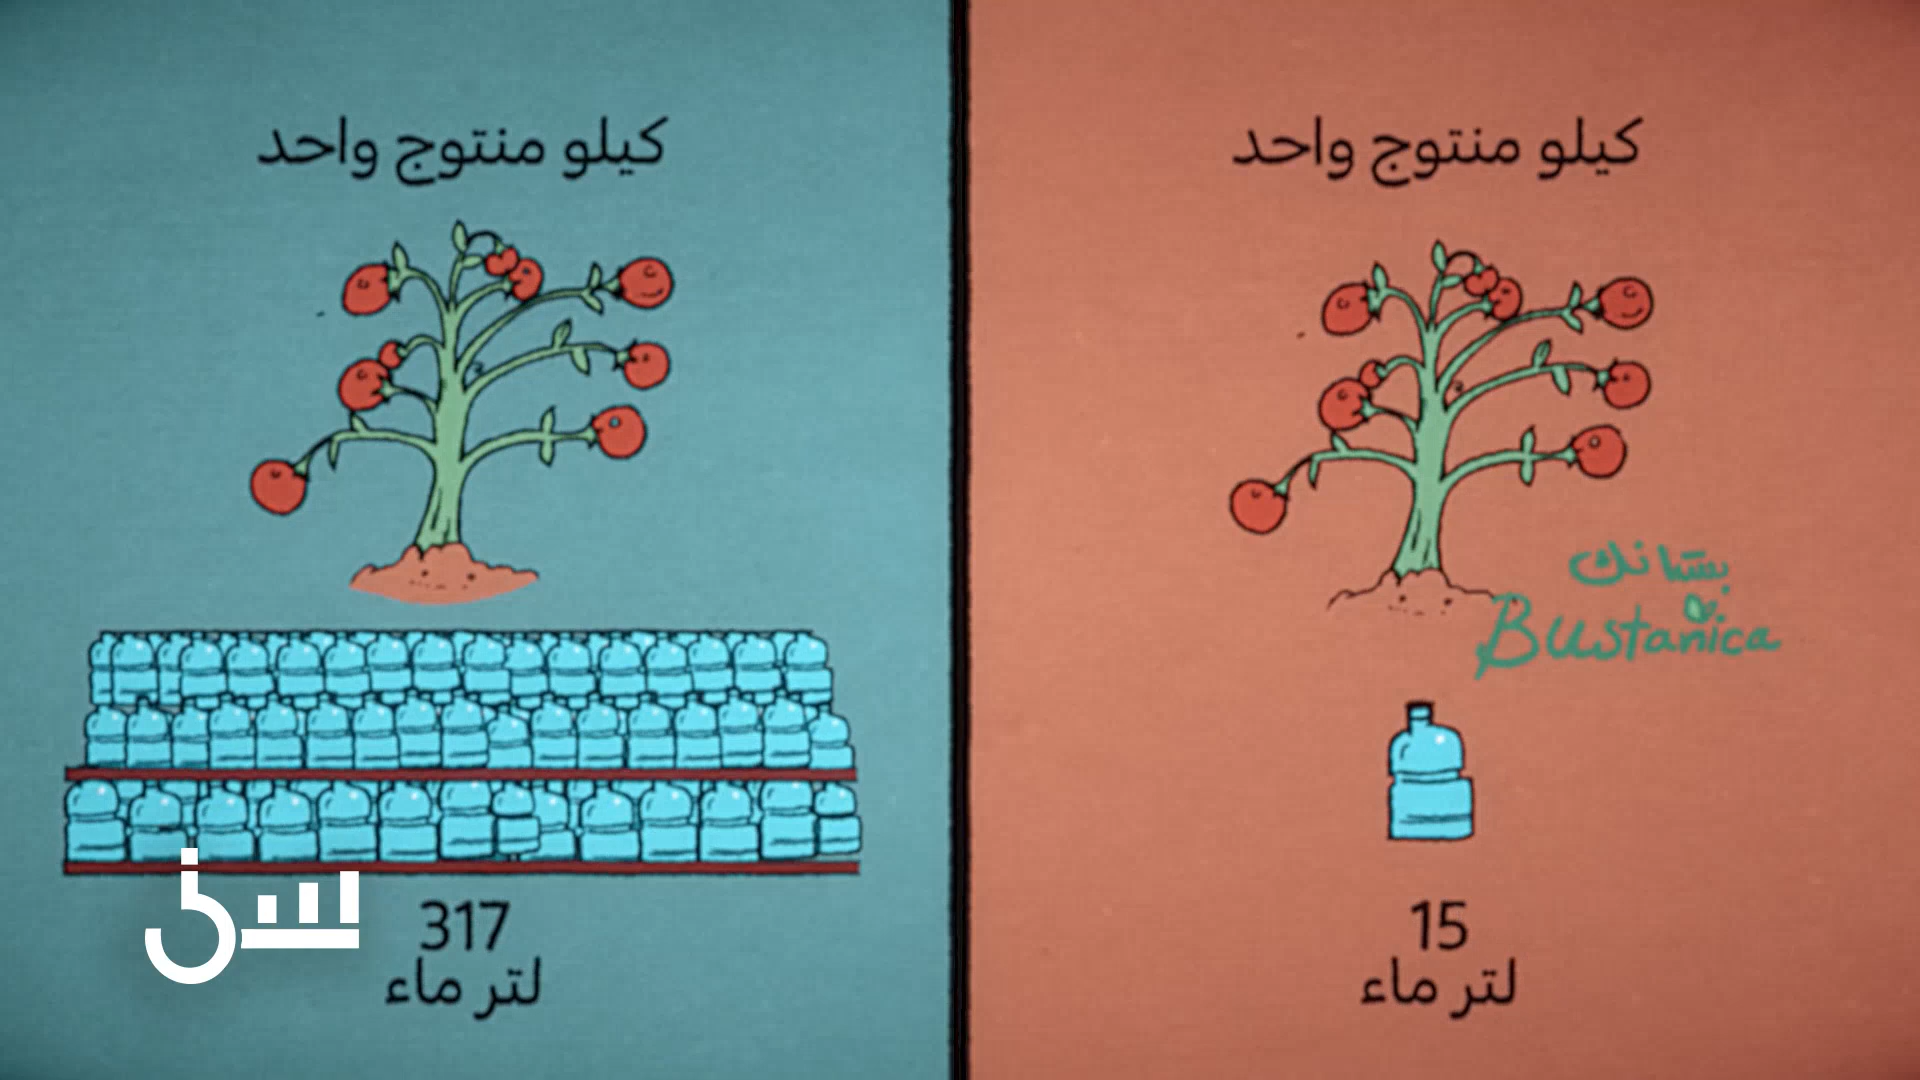 كيلو منتوج واحد
كيلو منتوج واحد
بستانك
Bustanica
317
لتر ماء
15
لتر ماء